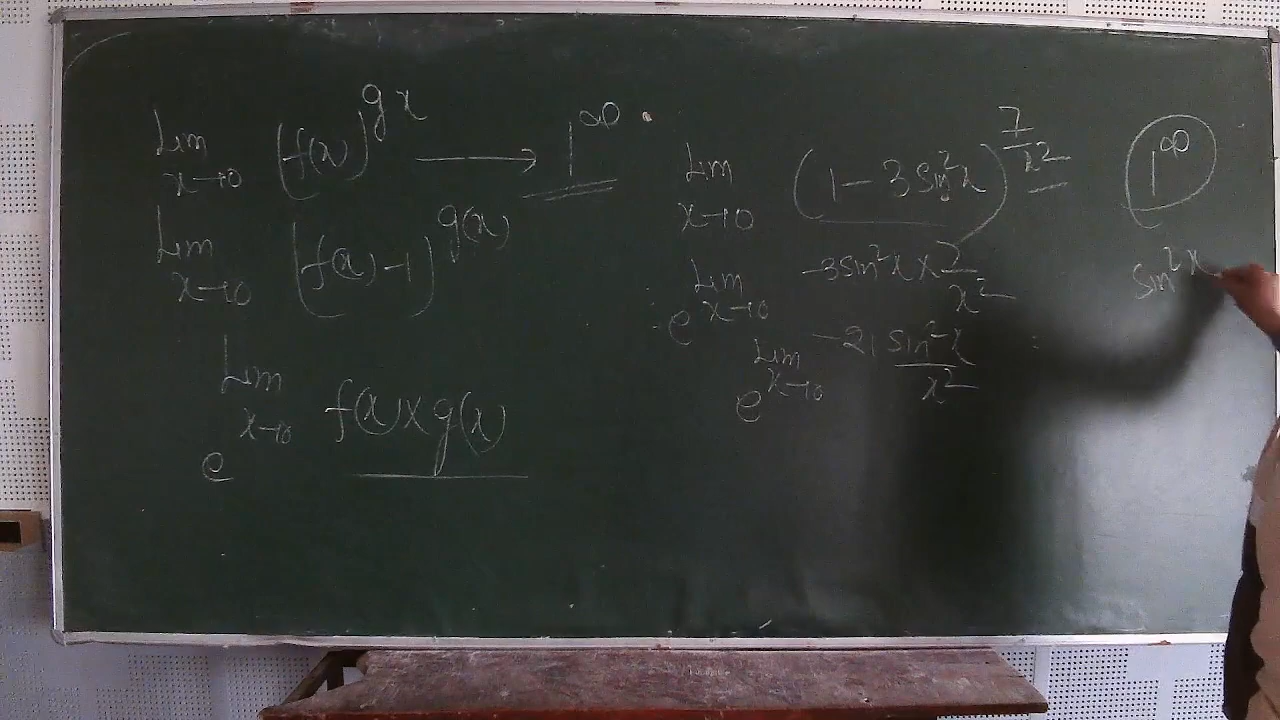 Lim x→0 (f(x))^gx → 1^∞
Lim x→0 (f(x)-1)^g(x)
e^Lim x→0 f(x)×g(x)
Lim x→0 (1-3sin²x)^7/x² 1^∞
e^Lim x→0 -3sin²x×7/x² sin²x
e^Lim x→0 -21 sin²x/x²